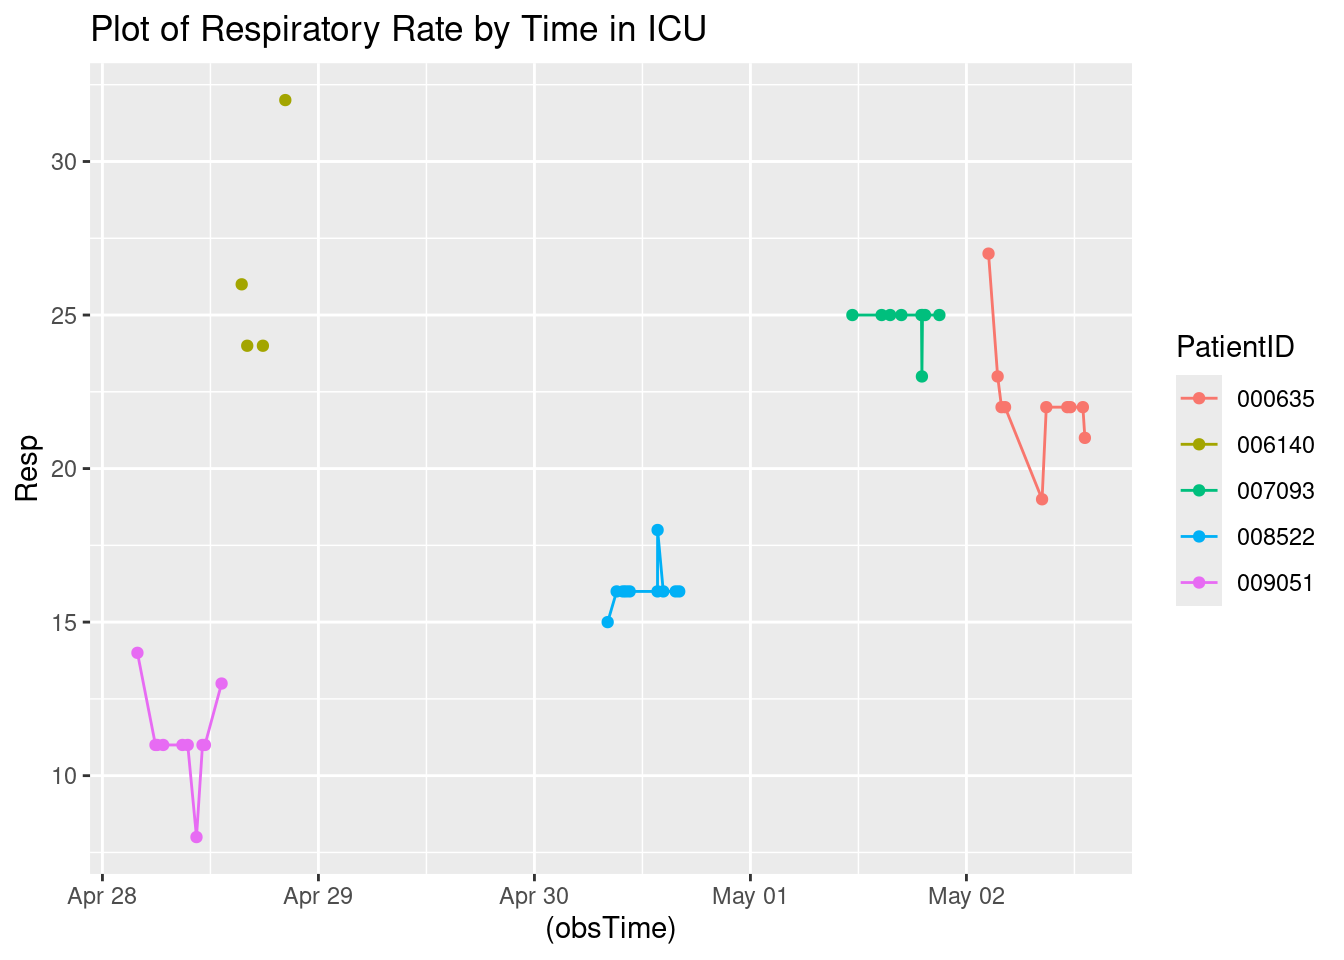 Plot of Respiratory Rate by Time in ICU
Resp
30
25
20
15
10
Apr 28
Apr 29
Apr 30
May 01
May 02
(obsTime)
PatientID
000635
006140
007093
008522
009051